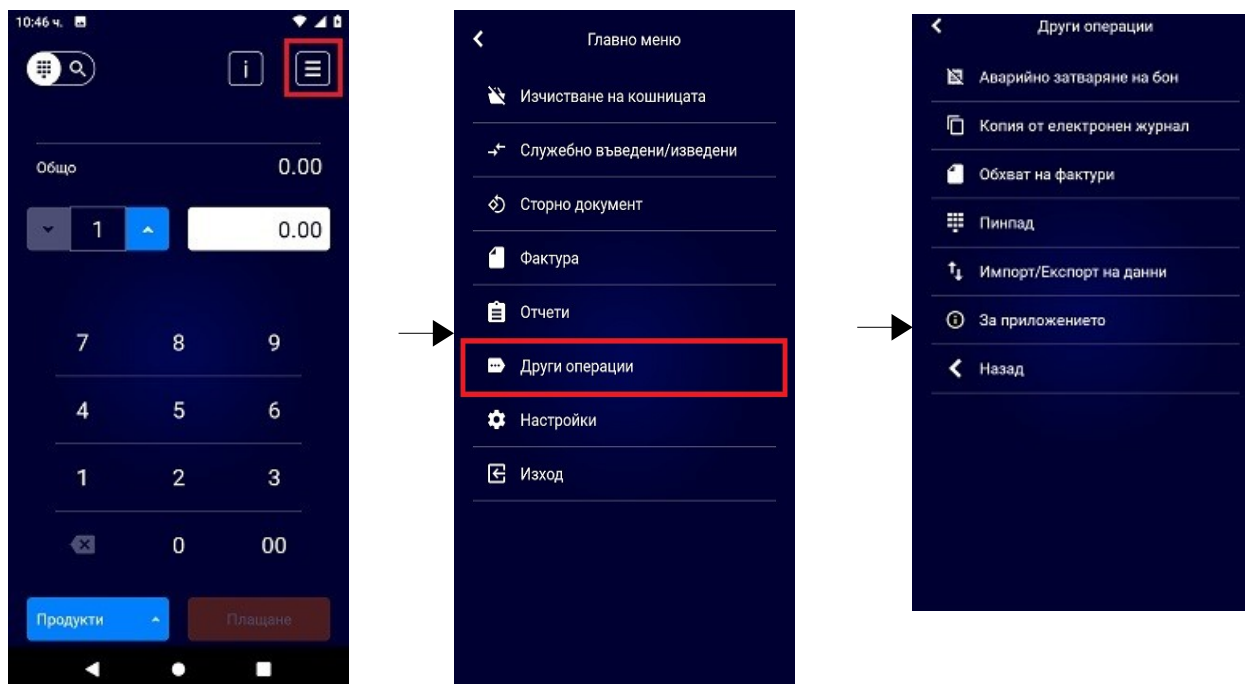 10:46 ч.
i
Общо
0.00
1
0.00
7
8
9
4
5
6
1
2
3
0
00
Продукти
Плащане
Главно меню
Изчистване на кошницата
Служебно въведени/изведени
Сторно документ
Фактура
Отчети
Други операции
Настройки
Изход
Други операции
Аварийно затваряне на бон
Копия от електронен журнал
Обхват на фактури
Пинпад
Импорт/Експорт на данни
За приложението
Назад